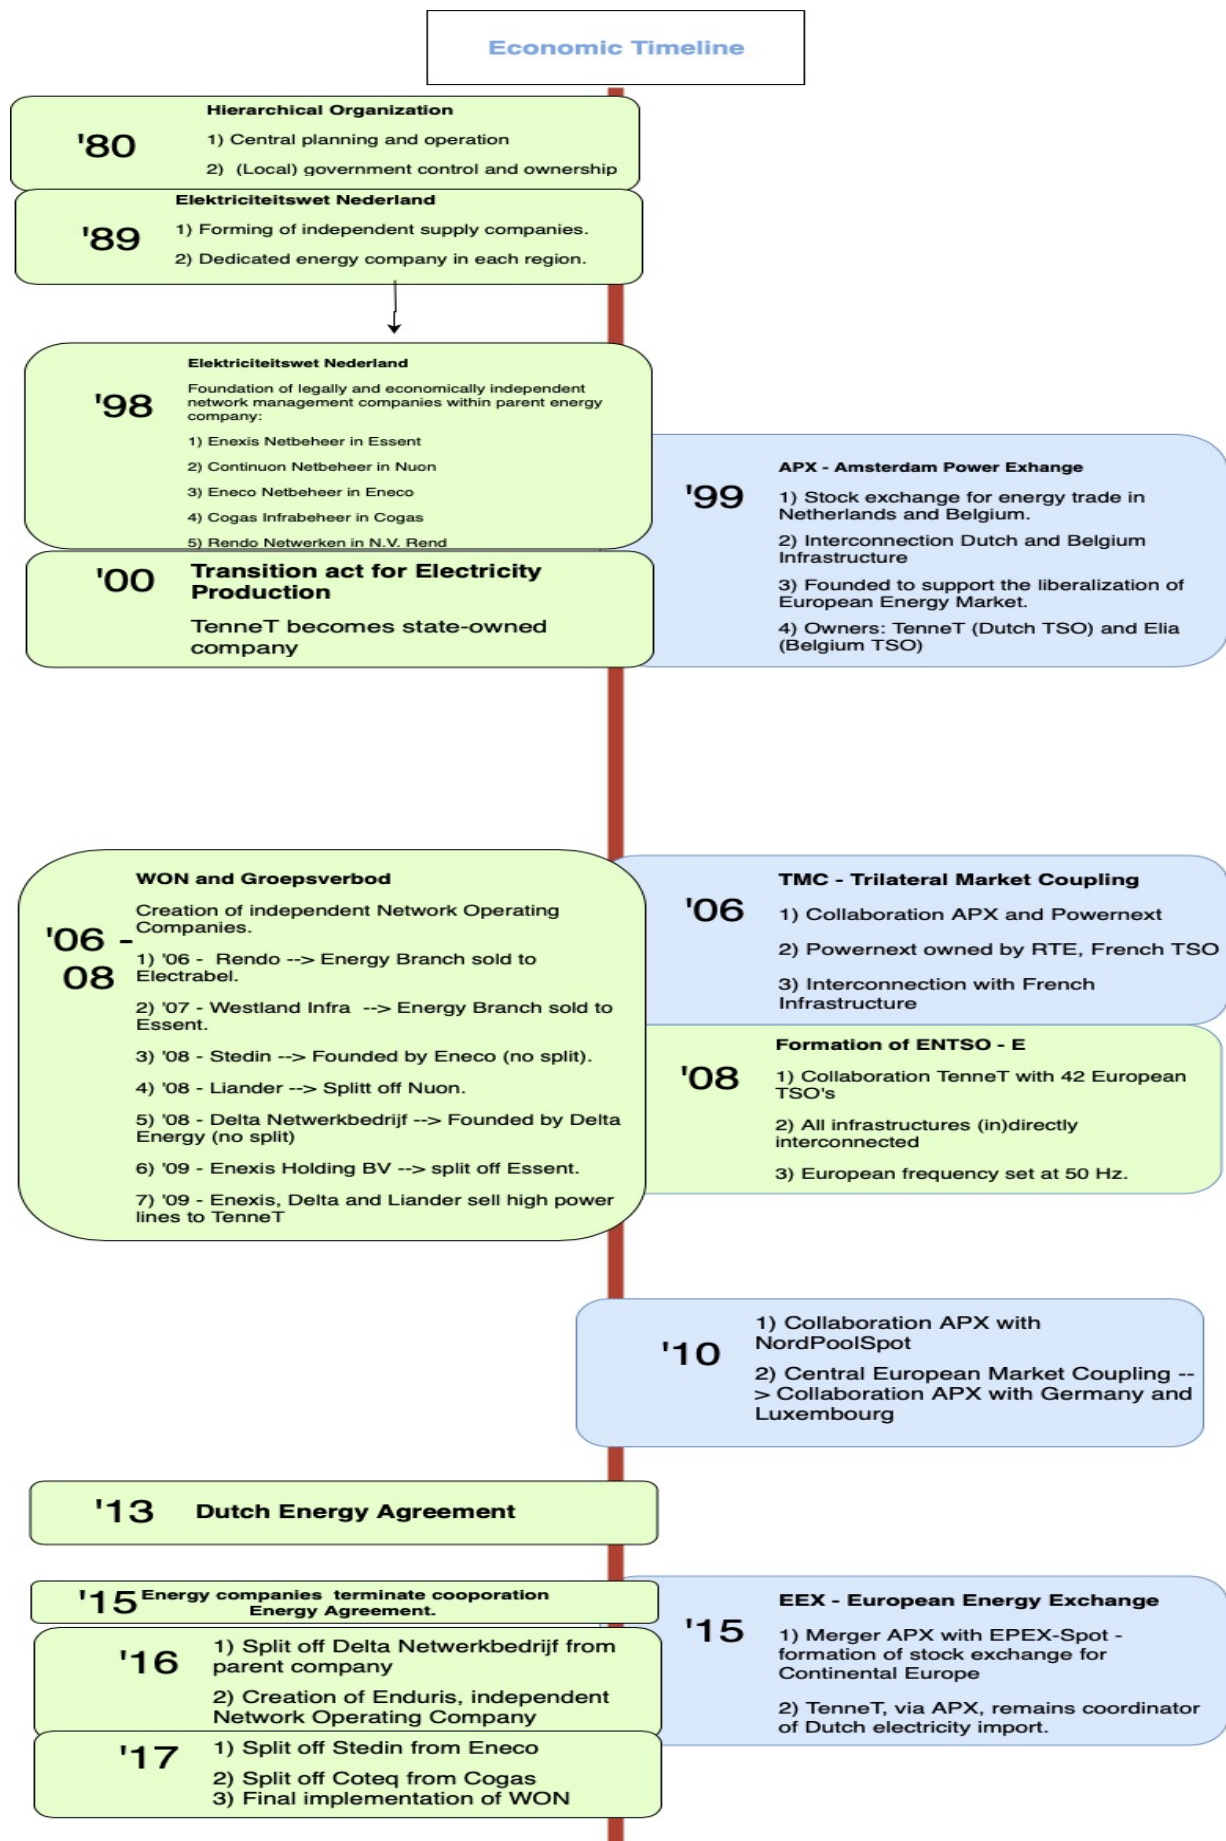 Economic Timeline
'80
Hierarchical Organization
1) Central planning and operation
2) (Local) government control and ownership
'89
Elektriciteitswet Nederland
1) Forming of independent supply companies.
2) Dedicated energy company in each region.
'98
Elektriciteitswet Nederland
Foundation of legally and economically independent
network management companies within parent energy
company:
1) Enexis Netbeheer in Essent
2) Continuon Netbeheer in Nuon
3) Eneco Netbeheer in Eneco
4) Cogas Infrabeheer in Cogas
5) Rendo Netwerken in N.V. Rend
'99
APX - Amsterdam Power Exhange
1) Stock exchange for energy trade in
Netherlands and Belgium.
2) Interconnection Dutch and Belgium
Infrastructure
3) Founded to support the liberalization of
European Energy Market.
4) Owners: TenneT (Dutch TSO) and Elia
(Belgium TSO)
'00
Transition act for Electricity
Production
TenneT becomes state-owned
company
'06 -
08
WON and Groepsverbod
Creation of independent Network Operating
Companies.
1) '06 - Rendo --> Energy Branch sold to
Electrabel.
2) '07 - Westland Infra --> Energy Branch sold to
Essent.
3) '08 - Stedin --> Founded by Eneco (no split).
4) '08 - Liander --> Splitt off Nuon.
5) '08 - Delta Netwerkbedrijf --> Founded by Delta
Energy (no split)
6) '09 - Enexis Holding BV --> split off Essent.
7) '09 - Enexis, Delta and Liander sell high power
lines to TenneT
'06
TMC - Trilateral Market Coupling
1) Collaboration APX and Powernext
2) Powernext owned by RTE, French TSO
3) Interconnection with French
Infrastructure
'08
Formation of ENTSO - E
1) Collaboration TenneT with 42 European
TSO's
2) All infrastructures (in)directly
interconnected
3) European frequency set at 50 Hz.
'10
1) Collaboration APX with
NordPoolSpot
2) Central European Market Coupling --
> Collaboration APX with Germany and
Luxembourg
'13
Dutch Energy Agreement
'15
Energy companies terminate cooporation
Energy Agreement.
'15
EEX - European Energy Exchange
1) Merger APX with EPEX-Spot -
formation of stock exchange for
Continental Europe
2) TenneT, via APX, remains coordinator
of Dutch electricity import.
'16
1) Split off Delta Netwerkbedrijf from
parent company
2) Creation of Enduris, independent
Network Operating Company
'17
1) Split off Stedin from Eneco
2) Split off Coteq from Cogas
3) Final implementation of WON